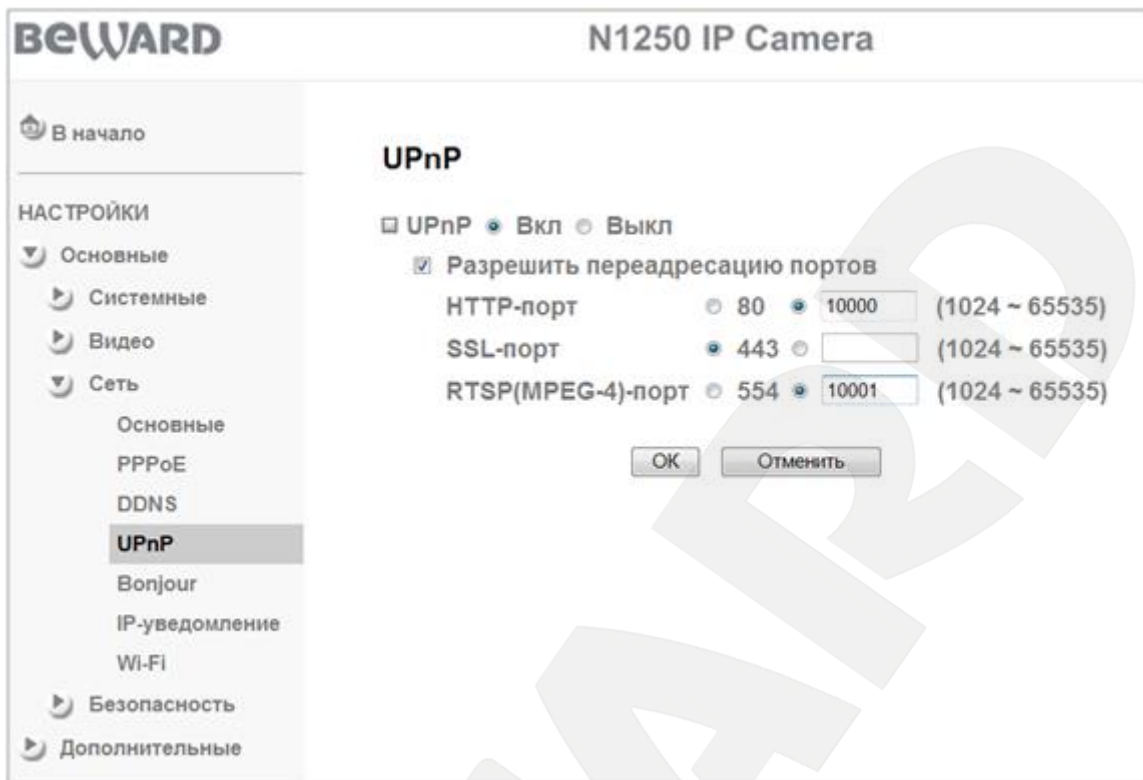 BEWARD
N1250 IP Camera
В начало
НАСТРОЙКИ
Основные
Системные
Видео
Сеть
Основные
PPPoE
DDNS
UPnP
Bonjour
IP-уведомление
Wi-Fi
Безопасность
Дополнительные
UPnP
UPnP Вкл Выкл
Разрешить переадресацию портов
HTTP-порт 80 10000 (1024 ~ 65535)
SSL-порт 443 (1024 ~ 65535)
RTSP(MPEG-4)-порт 554 10001 (1024 ~ 65535)
OK Отменить